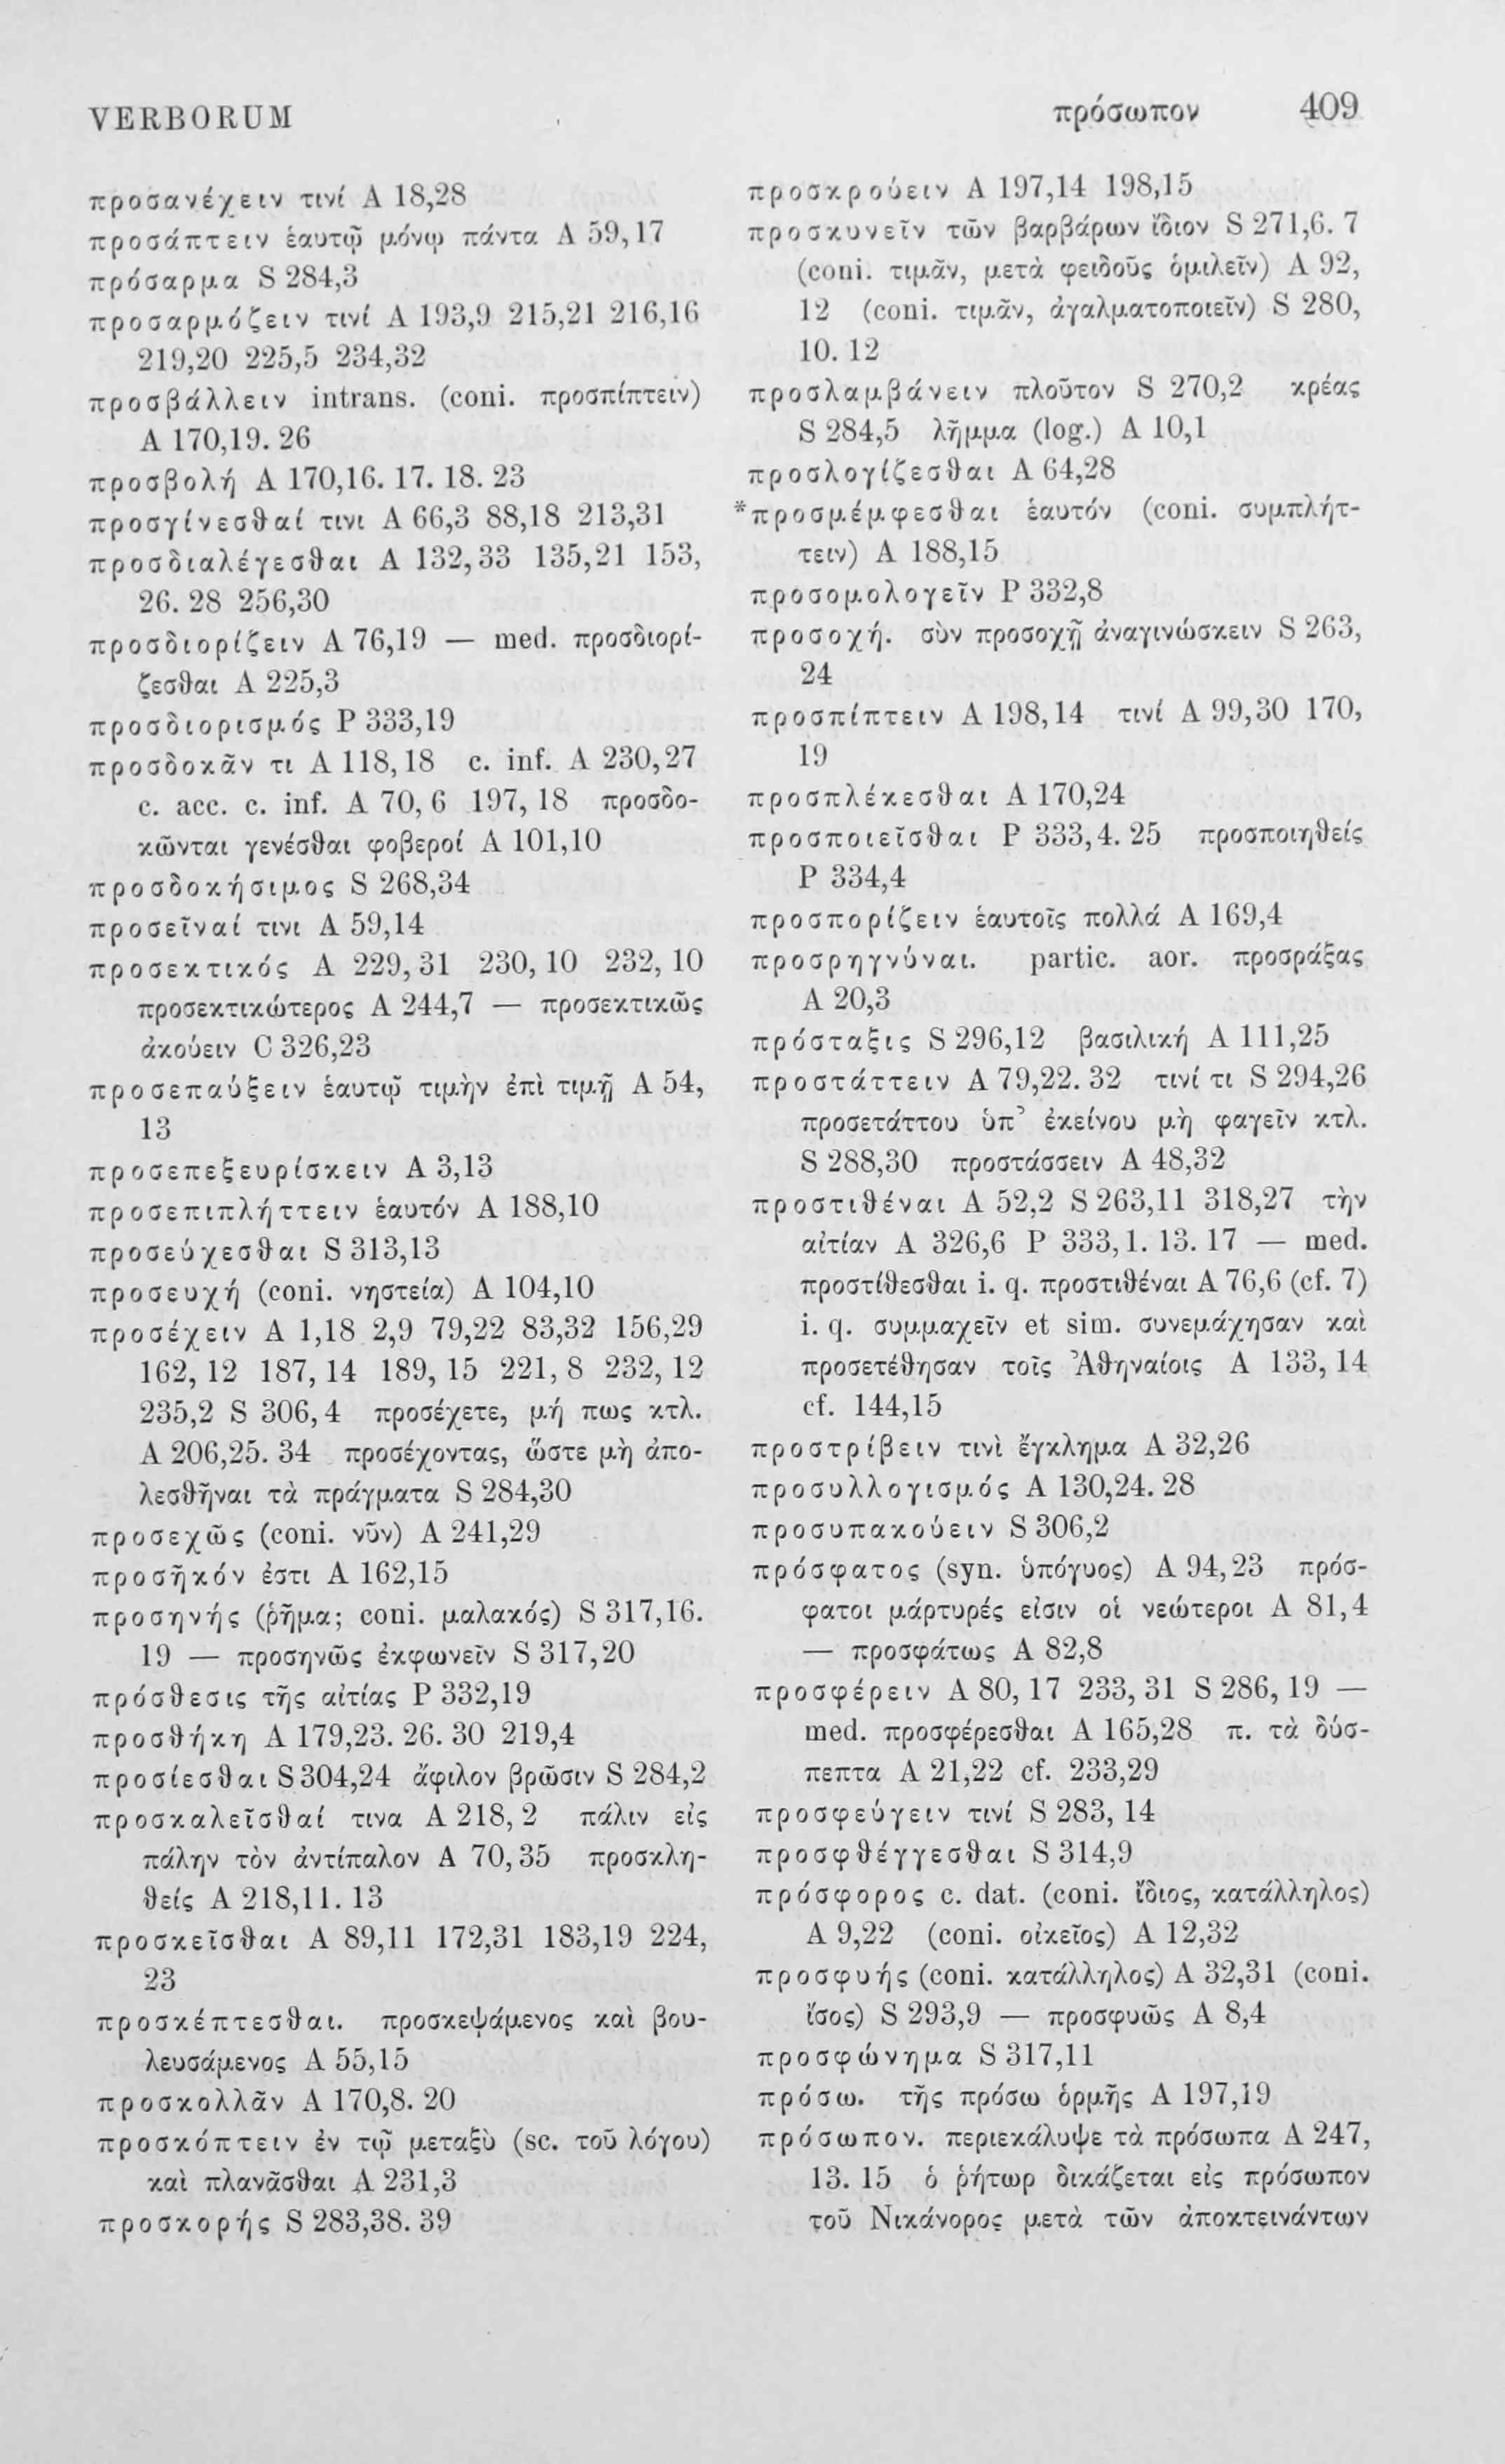 VERBORUM
πρόσωπον 409
προσανέχειν τινί A 18,28
προσάπτειν ἑαυτῷ μόνῳ πάντα A 59,17
πρόσαρμα S 284,3
προσαρμόζειν τινί A 193,9 215,21 216,16
219,20 225,5 234,32
προσβάλλειν intrans. (coni. προσπίπτειν)
A 170,19. 26
προσβολή A 170,16. 17. 18. 23
προσγίνεσθαί τινι A 66,3 88,18 213,31
προσδιαλέγεσθαι A 132,33 135,21 153,
26. 28 256,30
προσδιορίζειν A 76,19 — med. προσδιορί-
ζεσθαι A 225,3
προσδιορισμός P 333,19
προσδοκᾶν τι A 118,18 c. inf. A 230,27
c. acc. c. inf. A 70,6 197,18 προσδο-
κῶνται γενέσθαι φοβεροί A 101,10
προσδοκήσιμος S 268,34
προσεῖναί τινι A 59,14
προσεκτικός A 229,31 230,10 232,10
προσεκτικώτερος A 244,7 — προσεκτικῶς
ἀκούειν C 326,23
προσεπαύξειν ἑαυτῷ τιμὴν ἐπὶ τιμῇ A 54,
13
προσεπεξευρίσκειν A 3,13
προσεπιπλήττειν ἑαυτόν A 188,10
προσεύχεσθαι S 313,13
προσευχή (coni. νηστεία) A 104,10
προσέχειν A 1,18 2,9 79,22 83,32 156,29
162,12 187,14 189,15 221,8 232,12
235,2 S 306,4 προσέχετε, μή πως κτλ.
A 206,25. 34 προσέχοντας, ὥστε μὴ ἀπο-
λεσθῆναι τὰ πράγματα S 284,30
προσεχῶς (coni. νῦν) A 241,29
προσῆκόν ἐστι A 162,15
προσηνής (ῥῆμα; coni. μαλακός) S 317,16.
19 — προσηνῶς ἐκφωνεῖν S 317,20
πρόσθεσις τῆς αἰτίας P 332,19
προσθήκη A 179,23. 26. 30 219,4
προσίεσθαι S 304,24 ἄφιλον βρῶσιν S 284,2
προσκαλεῖσθαί τινα A 218,2 πάλιν εἰς
πάλην τὸν ἀντίπαλον A 70,35 προσκλη-
θείς A 218,11. 13
προσκεῖσθαι A 89,11 172,31 183,19 224,
23
προσκέπτεσθαι. προσκεψάμενος καὶ βου-
λευσάμενος A 55,15
προσκολλᾶν A 170,8. 20
προσκόπτειν ἐν τῷ μεταξὺ (sc. τοῦ λόγου)
καὶ πλανᾶσθαι A 231,3
προσκορής S 283,38. 39
προσκρούειν A 197,14 198,15
προσκυνεῖν τῶν βαρβάρων ἴδιον S 271,6. 7
(coni. τιμᾶν, μετὰ φειδοῦς ὁμιλεῖν) A 92,
12 (coni. τιμᾶν, ἀγαλματοποιεῖν) S 280,
10. 12
προσλαμβάνειν πλοῦτον S 270,2 κρέας
S 284,5 λῆμμα (log.) A 10,1
προσλογίζεσθαι A 64,28
*προσμέμφεσθαι ἑαυτόν (coni. συμπλήτ-
τειν) A 188,15
προσομολογεῖν P 332,8
προσοχή. σὺν προσοχῇ ἀναγινώσκειν S 263,
24
προσπίπτειν A 198,14 τινί A 99,30 170,
19
προσπλέκεσθαι A 170,24
προσποιεῖσθαι P 333,4. 25 προσποιηθείς
P 334,4
προσπορίζειν ἑαυτοῖς πολλά A 169,4
προσρηγνύναι. partic. aor. προσράξας
A 20,3
πρόσταξις S 296,12 βασιλική A 111,25
προστάττειν A 79,22. 32 τινί τι S 294,26
προσετάττου ὑπ᾽ ἐκείνου μὴ φαγεῖν κτλ.
S 288,30 προστάσσειν A 48,32
προστιθέναι A 52,2 S 263,11 318,27 τὴν
αἰτίαν A 326,6 P 333,1. 13. 17 — med.
προστίθεσθαι i. q. προστιθέναι A 76,6 (cf. 7)
i. q. συμμαχεῖν et sim. συνεμάχησαν καὶ
προσετέθησαν τοῖς Ἀθηναίοις A 133,14
cf. 144,15
προστρίβειν τινὶ ἔγκλημα A 32,26
προσυλλογισμός A 130,24. 28
προσυπακούειν S 306,2
πρόσφατος (syn. ὑπόγυος) A 94,23 πρόσ-
φατοι μάρτυρές εἰσιν οἱ νεώτεροι A 81,4
— προσφάτως A 82,8
προσφέρειν A 80,17 233,31 S 286,19 —
med. προσφέρεσθαι A 165,28 π. τὰ δύσ-
πεπτα A 21,22 cf. 233,29
προσφεύγειν τινί S 283,14
προσφθέγγεσθαι S 314,9
πρόσφορος c. dat. (coni. ἴδιος, κατάλληλος)
A 9,22 (coni. οἰκεῖος) A 12,32
προσφυής (coni. κατάλληλος) A 32,31 (coni.
ἴσος) S 293,9 — προσφυῶς A 8,4
προσφώνημα S 317,11
πρόσω. τῆς πρόσω ὁρμῆς A 197,19
πρόσωπον. περιεκάλυψε τὰ πρόσωπα A 247,
13. 15 ὁ ῥήτωρ δικάζεται εἰς πρόσωπον
τοῦ Νικάνορος μετὰ τῶν ἀποκτεινάντων